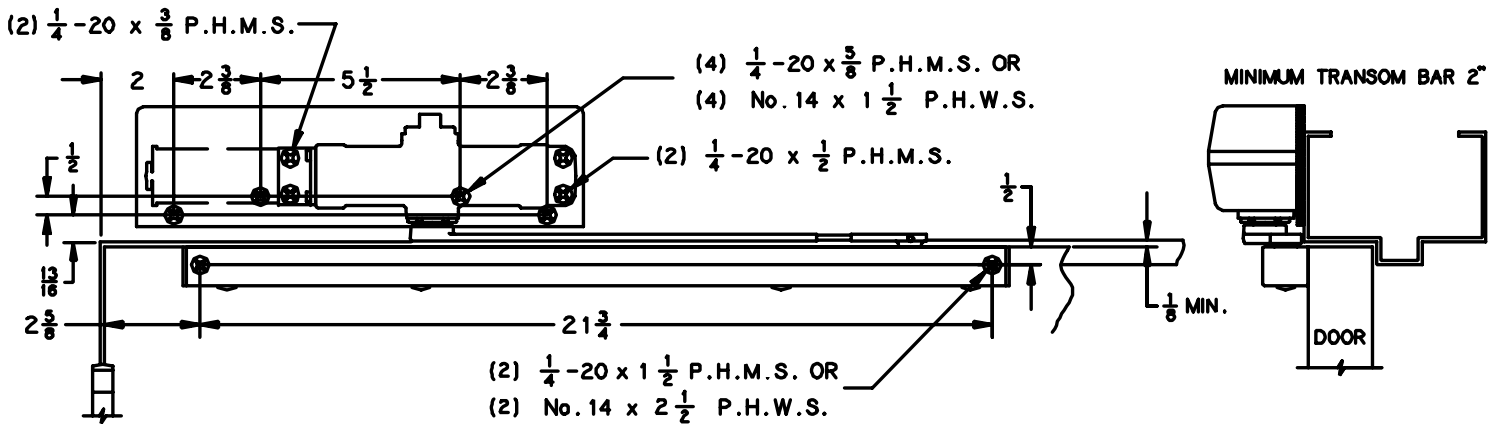 (2) 1/4-20 x 3/8 P.H.M.S.
2 2 3/8 5 1/2 2 3/8
(4) 1/4-20 x 5/8 P.H.M.S. OR
(4) No.14 x 1 1/2 P.H.W.S.
MINIMUM TRANSOM BAR 2"
1/2
(2) 1/4-20 x 1/2 P.H.M.S.
1/2
13/16
1/8 MIN.
2 5/8
21 3/4
DOOR
(2) 1/4-20 x 1 1/2 P.H.M.S. OR
(2) No.14 x 2 1/2 P.H.W.S.